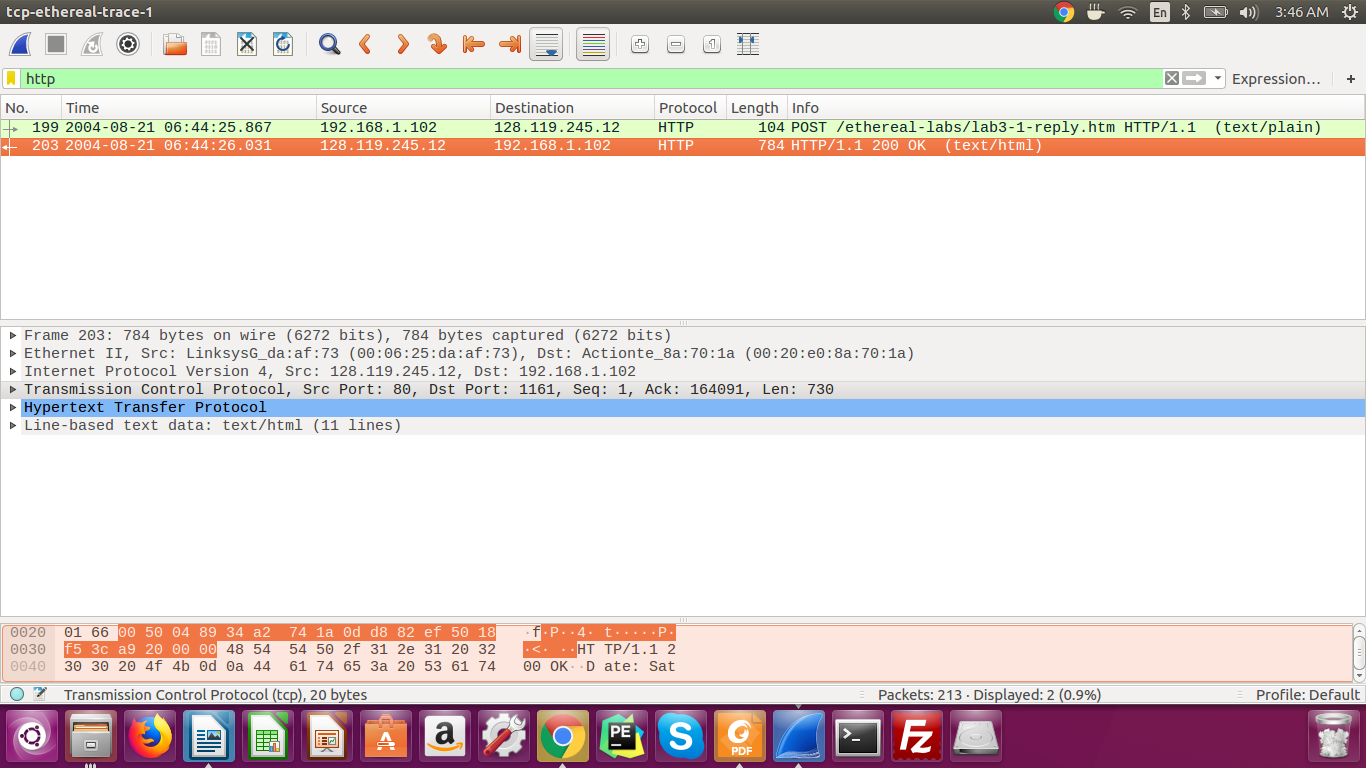 tcp-ethereal-trace-1
En
3:46 AM
http
Expression…
+
No. Time Source Destination Protocol Length Info
199 2004-08-21 06:44:25.867 192.168.1.102 128.119.245.12 HTTP 104 POST /ethereal-labs/lab3-1-reply.htm HTTP/1.1 (text/plain)
203 2004-08-21 06:44:26.031 128.119.245.12 192.168.1.102 HTTP 784 HTTP/1.1 200 OK (text/html)
Frame 203: 784 bytes on wire (6272 bits), 784 bytes captured (6272 bits)
Ethernet II, Src: LinksysG_da:af:73 (00:06:25:da:af:73), Dst: Actionte_8a:70:1a (00:20:e0:8a:70:1a)
Internet Protocol Version 4, Src: 128.119.245.12, Dst: 192.168.1.102
Transmission Control Protocol, Src Port: 80, Dst Port: 1161, Seq: 1, Ack: 164091, Len: 730
Hypertext Transfer Protocol
Line-based text data: text/html (11 lines)
0020 01 66 00 50 04 89 34 a2 74 1a 0d d8 82 ef 50 18 ·f·P··4· t·····P·
0030 f5 3c a9 20 00 00 48 54 54 50 2f 31 2e 31 20 32 ·<· ··HT TP/1.1 2
0040 30 30 20 4f 4b 0d 0a 44 61 74 65 3a 20 53 61 74 00 OK··D ate: Sat
Transmission Control Protocol (tcp), 20 bytes
Packets: 213 · Displayed: 2 (0.9%)
Profile: Default
A
a
PE
S
PDF
>_
Fz